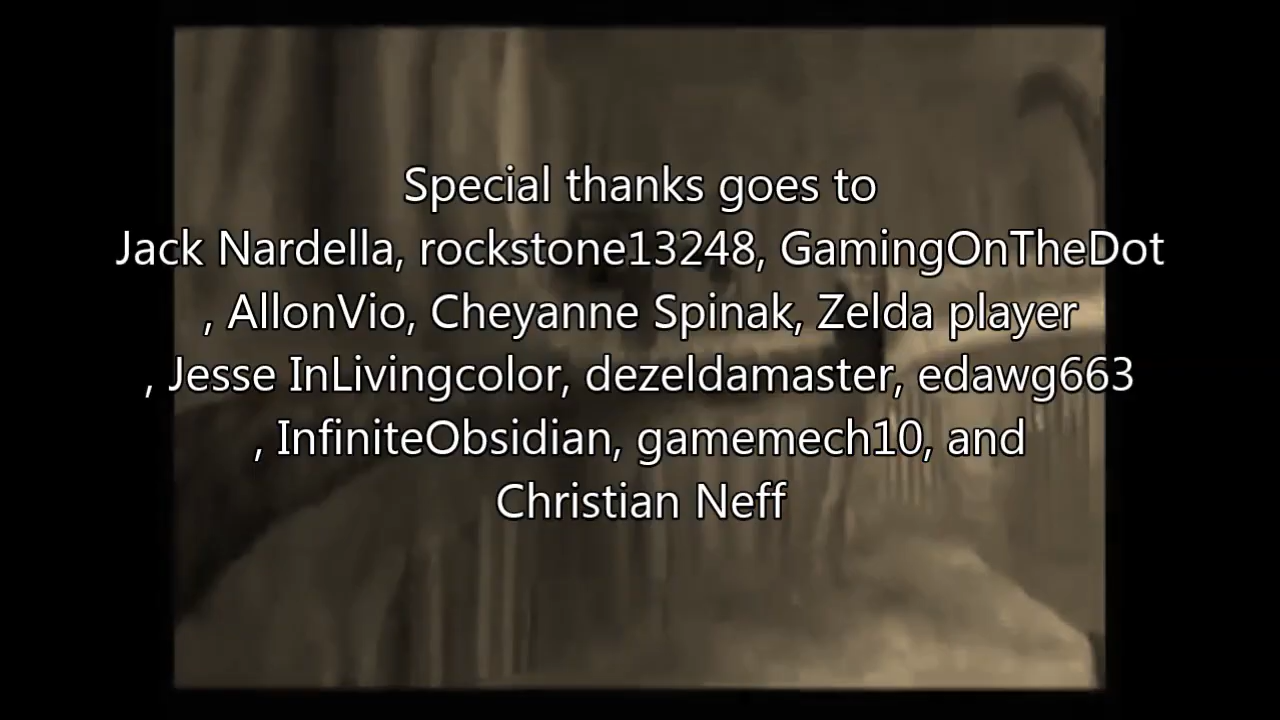 Special thanks goes to
Jack Nardella, rockstone13248, GamingOnTheDot
, AllonVio, Cheyanne Spinak, Zelda player
, Jesse InLivingcolor, dezeldamaster, edawg663
, InfiniteObsidian, gamemech10, and
Christian Neff